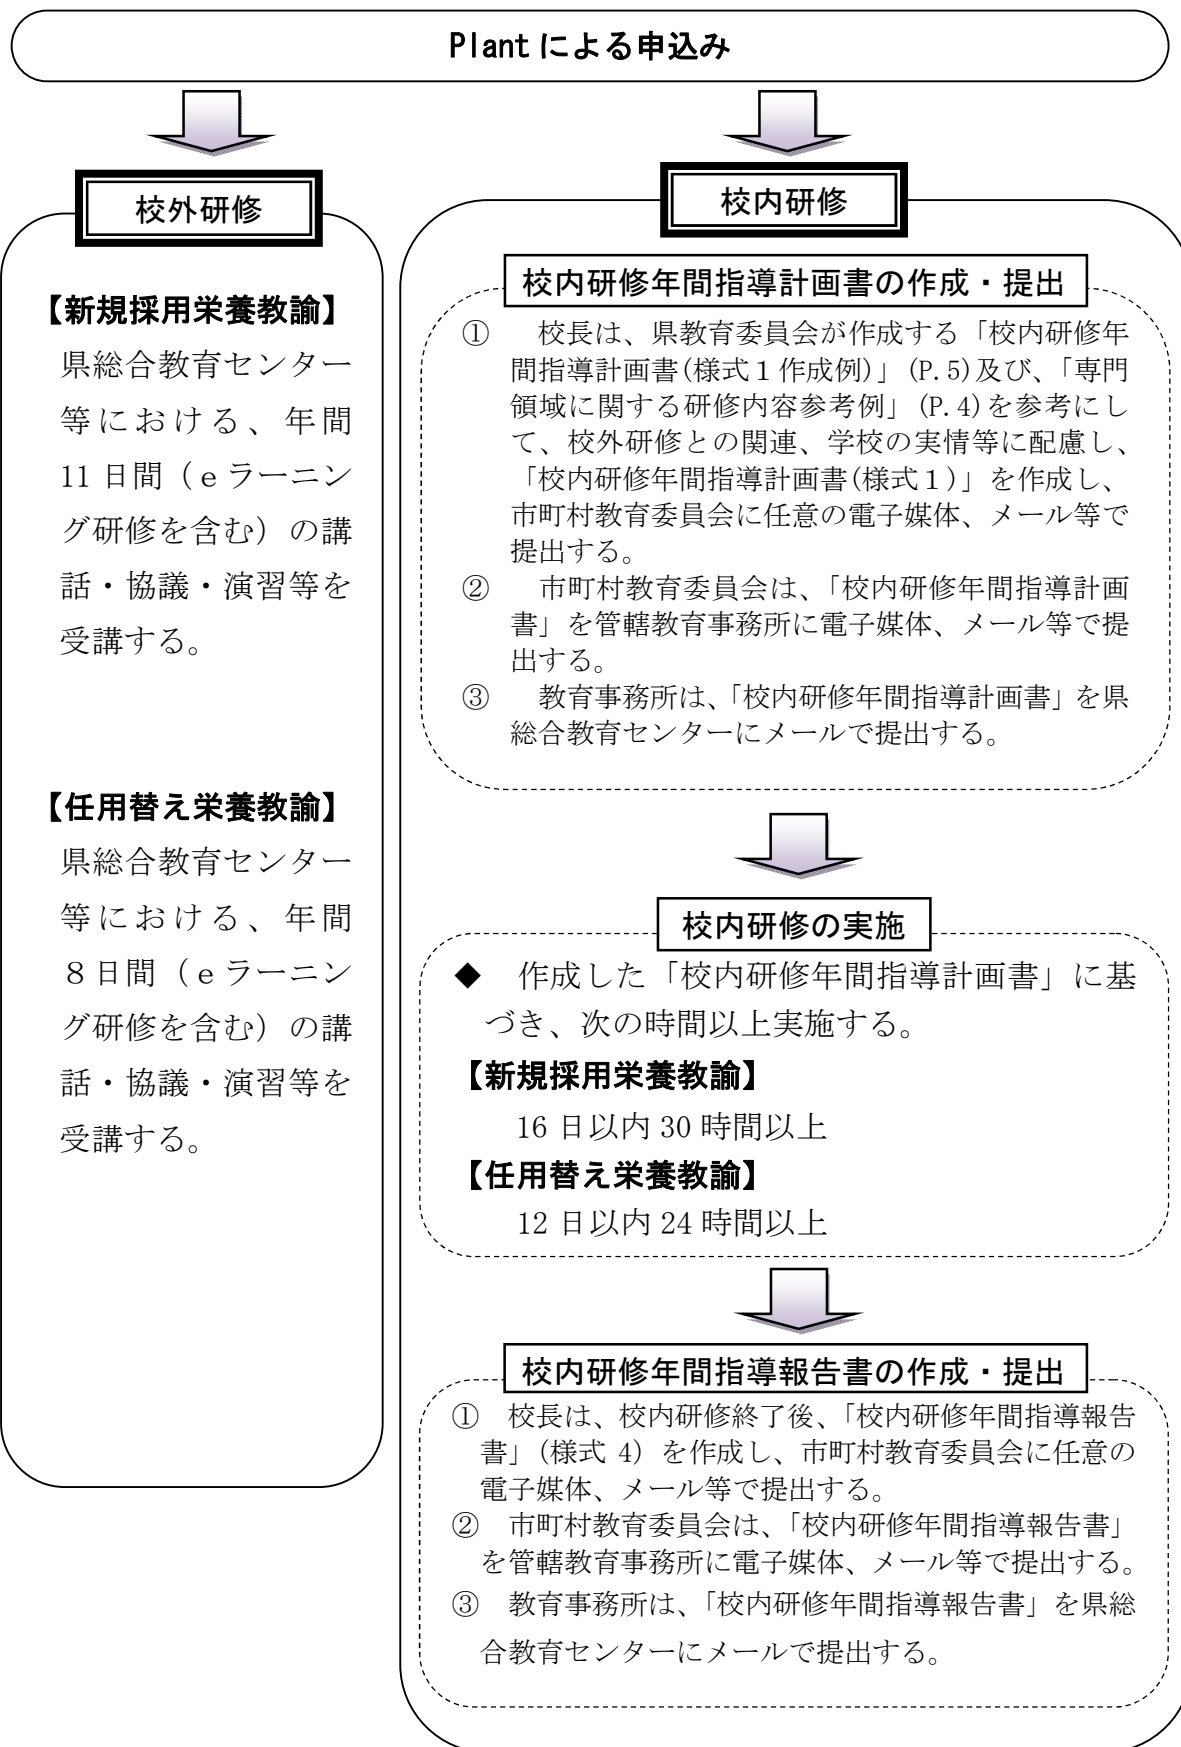 Plantによる申込み
校外研修
【新規採用栄養教諭】
県総合教育センター
等における、年間
11日間（eラーニン
グ研修を含む）の講
話・協議・演習等を
受講する。
【任用替え栄養教諭】
県総合教育センター
等における、年間
８日間（eラーニン
グ研修を含む）の講
話・協議・演習等を
受講する。
校内研修
校内研修年間指導計画書の作成・提出
①　校長は、県教育委員会が作成する「校内研修年
間指導計画書(様式１作成例)」(P.5)及び、「専門
領域に関する研修内容参考例」(P.4)を参考にし
て、校外研修との関連、学校の実情等に配慮し、
「校内研修年間指導計画書(様式１)」を作成し、
市町村教育委員会に任意の電子媒体、メール等で
提出する。
②　市町村教育委員会は、「校内研修年間指導計画
書」を管轄教育事務所に電子媒体、メール等で提
出する。
③　教育事務所は、「校内研修年間指導計画書」を県
総合教育センターにメールで提出する。
校内研修の実施
◆　作成した「校内研修年間指導計画書」に基
づき、次の時間以上実施する。
【新規採用栄養教諭】
16日以内30時間以上
【任用替え栄養教諭】
12日以内24時間以上
校内研修年間指導報告書の作成・提出
①　校長は、校内研修終了後、「校内研修年間指導報告
書」（様式 4）を作成し、市町村教育委員会に任意の
電子媒体、メール等で提出する。
②　市町村教育委員会は、「校内研修年間指導報告書」
を管轄教育事務所に電子媒体、メール等で提出する。
③　教育事務所は、「校内研修年間指導報告書」を県総
合教育センターにメールで提出する。